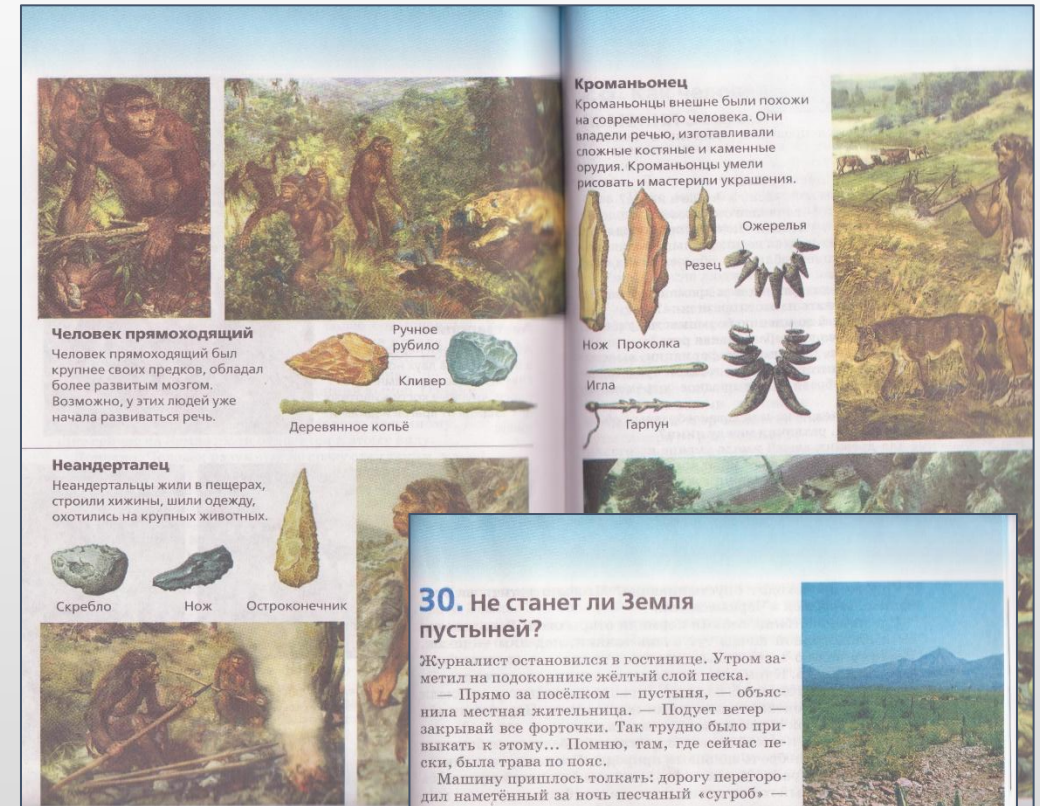 Человек прямоходящий
Человек прямоходящий был
крупнее своих предков, обладал
более развитым мозгом.
Возможно, у этих людей уже
начала развиваться речь.
Ручное
рубило
Кливер
Деревянное копьё
Неандерталец
Неандертальцы жили в пещерах,
строили хижины, шили одежду,
охотились на крупных животных.
Скребло
Нож
Остроконечник
Кроманьонец
Кроманьонцы внешне были похожи
на современного человека. Они
владели речью, изготавливали
сложные костяные и каменные
орудия. Кроманьонцы умели
рисовать и мастерили украшения.
Ожерелья
Резец
Нож Проколка
Игла
Гарпун
30. Не станет ли Земля
пустыней?
Журналист остановился в гостинице. Утром за-
метил на подоконнике жёлтый слой песка.
— Прямо за посёлком — пустыня, — объяс-
нила местная жительница. — Подует ветер —
закрывай все форточки. Так трудно было при-
выкать к этому... Помню, там, где сейчас пе-
ски, была трава по пояс.
Машину пришлось толкать: дорогу перегоро-
дил наметённый за ночь песчаный «сугроб» —